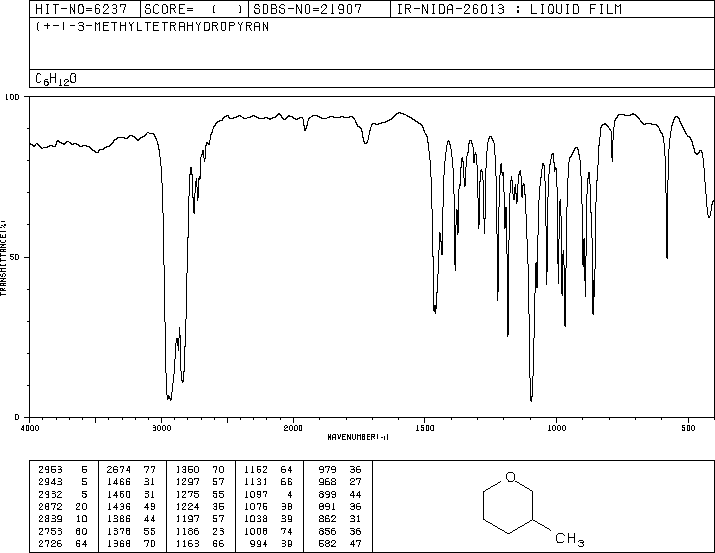 HIT-NO=6237 SCORE= ( ) SDBS-NO=21907 IR-NIDA-26013 : LIQUID FILM
(+-)-3-METHYLTETRAHYDROPYRAN
C6H12O
100
50
0
TRANSMITTANCE(%)
4000 3000 2000 1500 1000 500
WAVENUMBER(-1)
2963 6 2674 77 1360 70 1162 64 979 36
2943 5 1466 31 1297 57 1131 66 968 27
2932 5 1460 31 1275 55 1097 4 899 44
2872 20 1436 49 1224 35 1076 38 891 36
2839 10 1386 44 1197 57 1038 39 862 31
2753 60 1378 55 1186 23 1008 74 856 36
2726 64 1368 70 1163 66 994 39 582 47
O
CH3